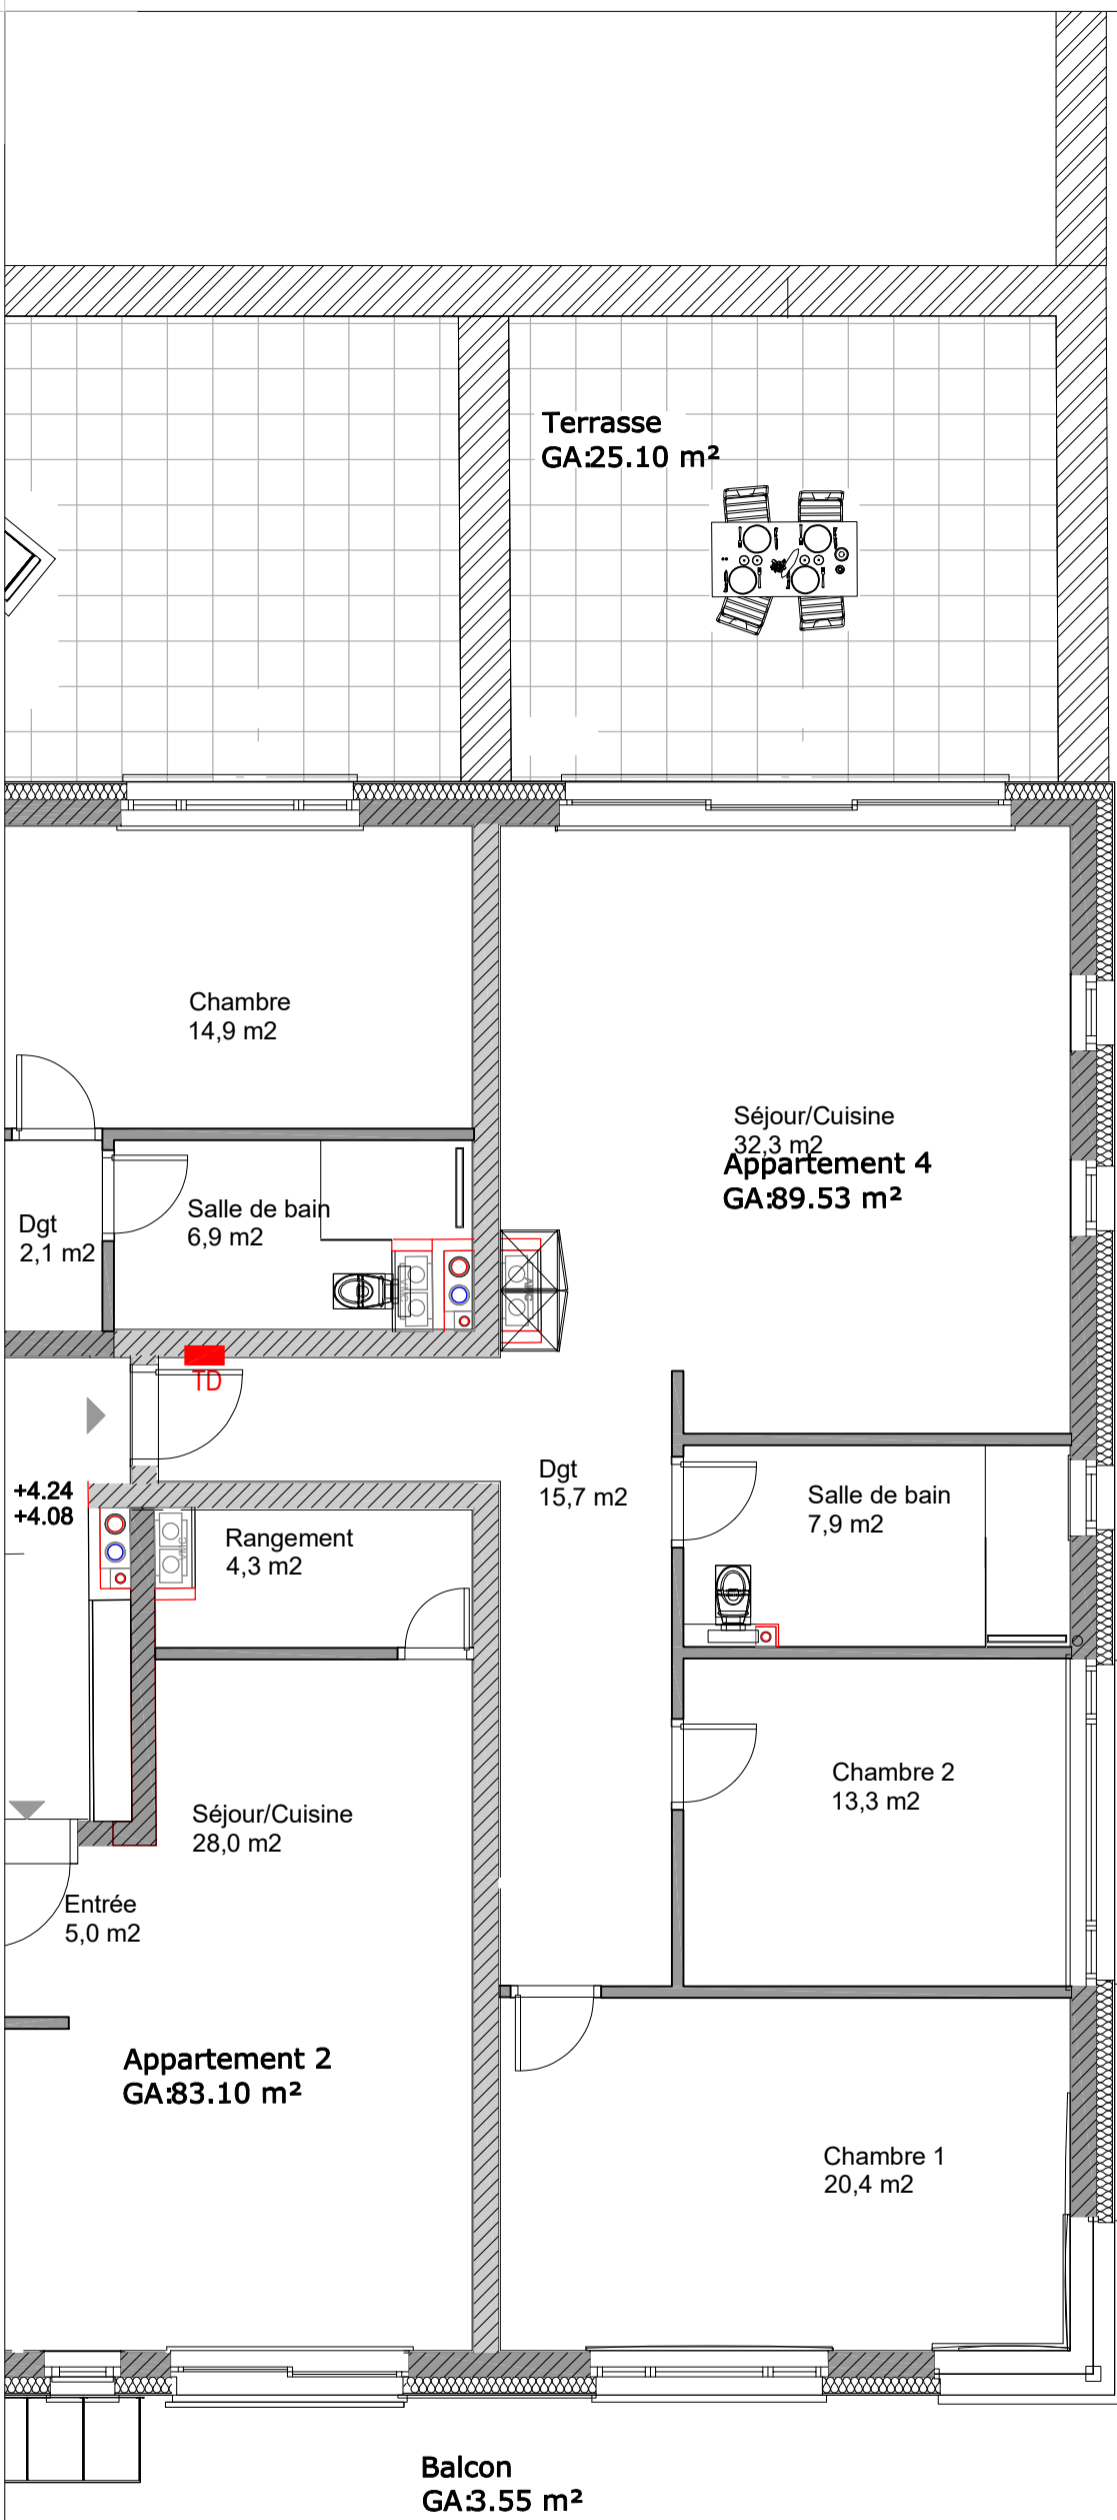 Terrasse
GA:25.10 m²
Chambre
14,9 m2
Séjour/Cuisine
32,3 m2
Appartement 4
GA:89.53 m²
Salle de bain
6,9 m2
Dgt
2,1 m2
VMC
VMC
TD
Dgt
15,7 m2
+4.24
+4.08
Salle de bain
7,9 m2
Rangement
4,3 m2
VMC
Chambre 2
13,3 m2
Séjour/Cuisine
28,0 m2
Entrée
5,0 m2
Appartement 2
GA:83.10 m²
Chambre 1
20,4 m2
Balcon
GA:3.55 m²